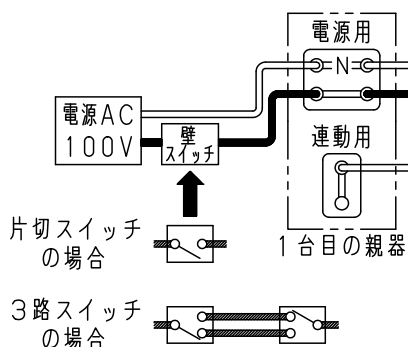 電源用
N
電源AC
100V
壁
スイッチ
連動用
片切スイッチ
の場合
1台目の親器
3路スイッチ
の場合